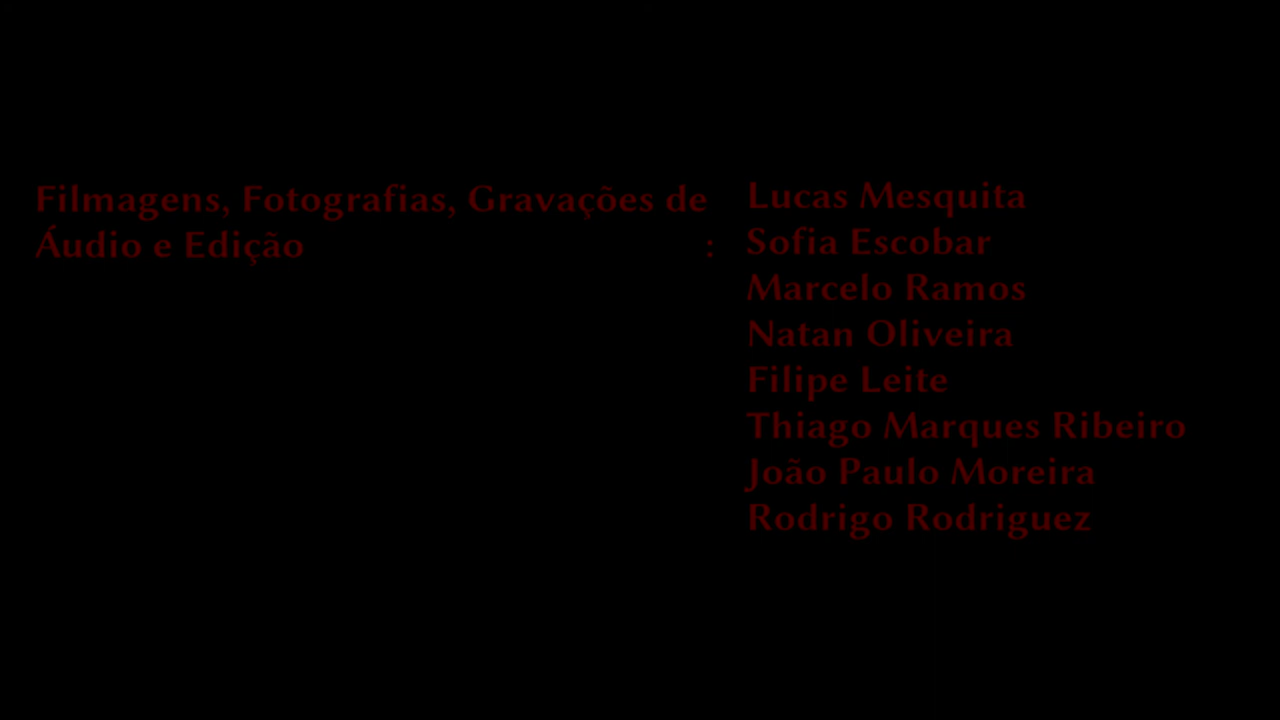 Filmagens, Fotografias, Gravações de
Áudio e Edição :
Lucas Mesquita
Sofia Escobar
Marcelo Ramos
Natan Oliveira
Filipe Leite
Thiago Marques Ribeiro
João Paulo Moreira
Rodrigo Rodriguez